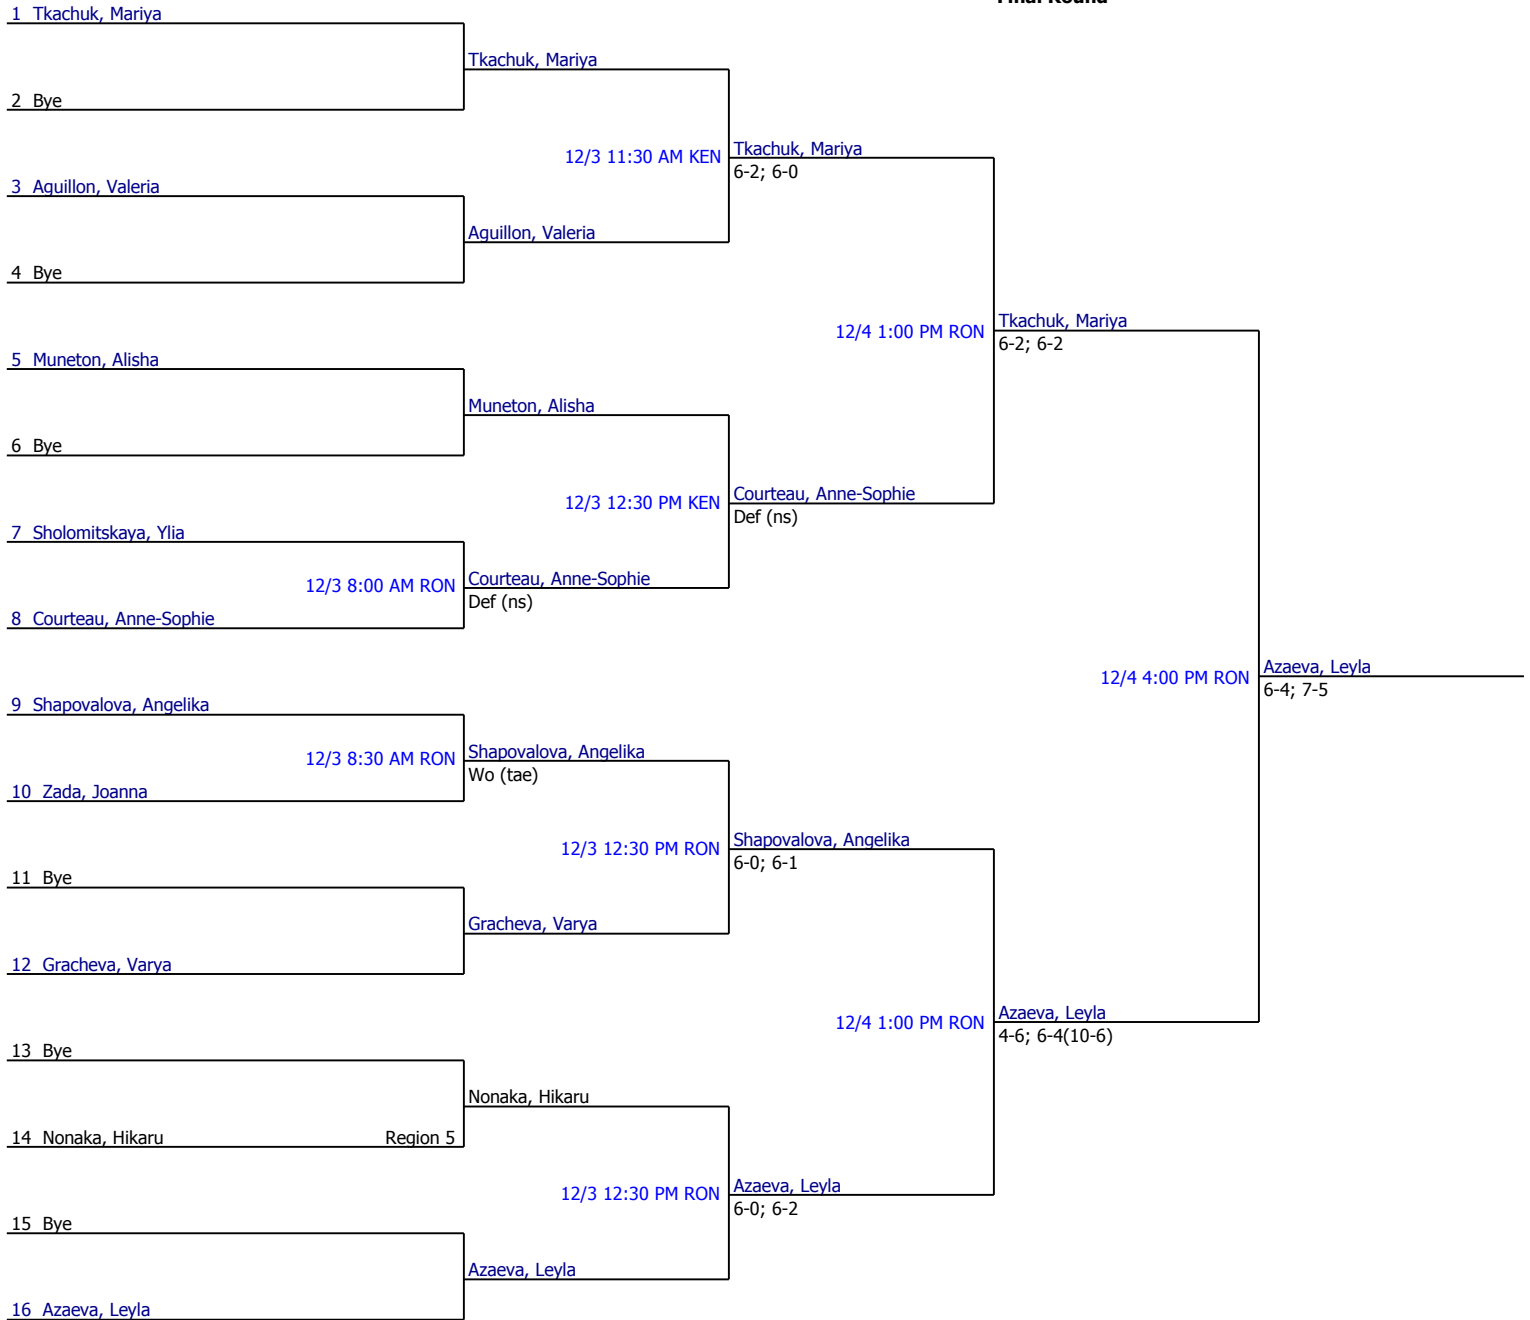 Final Round
1 Tkachuk, Mariya
Tkachuk, Mariya
2 Bye
12/3 11:30 AM KEN
Tkachuk, Mariya
6-2; 6-0
3 Aguillon, Valeria
Aguillon, Valeria
4 Bye
12/4 1:00 PM RON
Tkachuk, Mariya
6-2; 6-2
5 Muneton, Alisha
Muneton, Alisha
6 Bye
12/3 12:30 PM KEN
Courteau, Anne-Sophie
Def (ns)
7 Sholomitskaya, Ylia
12/3 8:00 AM RON
Courteau, Anne-Sophie
Def (ns)
8 Courteau, Anne-Sophie
12/4 4:00 PM RON
Azaeva, Leyla
6-4; 7-5
9 Shapovalova, Angelika
12/3 8:30 AM RON
Shapovalova, Angelika
Wo (tae)
10 Zada, Joanna
12/3 12:30 PM RON
Shapovalova, Angelika
6-0; 6-1
11 Bye
Gracheva, Varya
12 Gracheva, Varya
12/4 1:00 PM RON
Azaeva, Leyla
4-6; 6-4(10-6)
13 Bye
Nonaka, Hikaru
14 Nonaka, Hikaru Region 5
12/3 12:30 PM RON
Azaeva, Leyla
6-0; 6-2
15 Bye
Azaeva, Leyla
16 Azaeva, Leyla